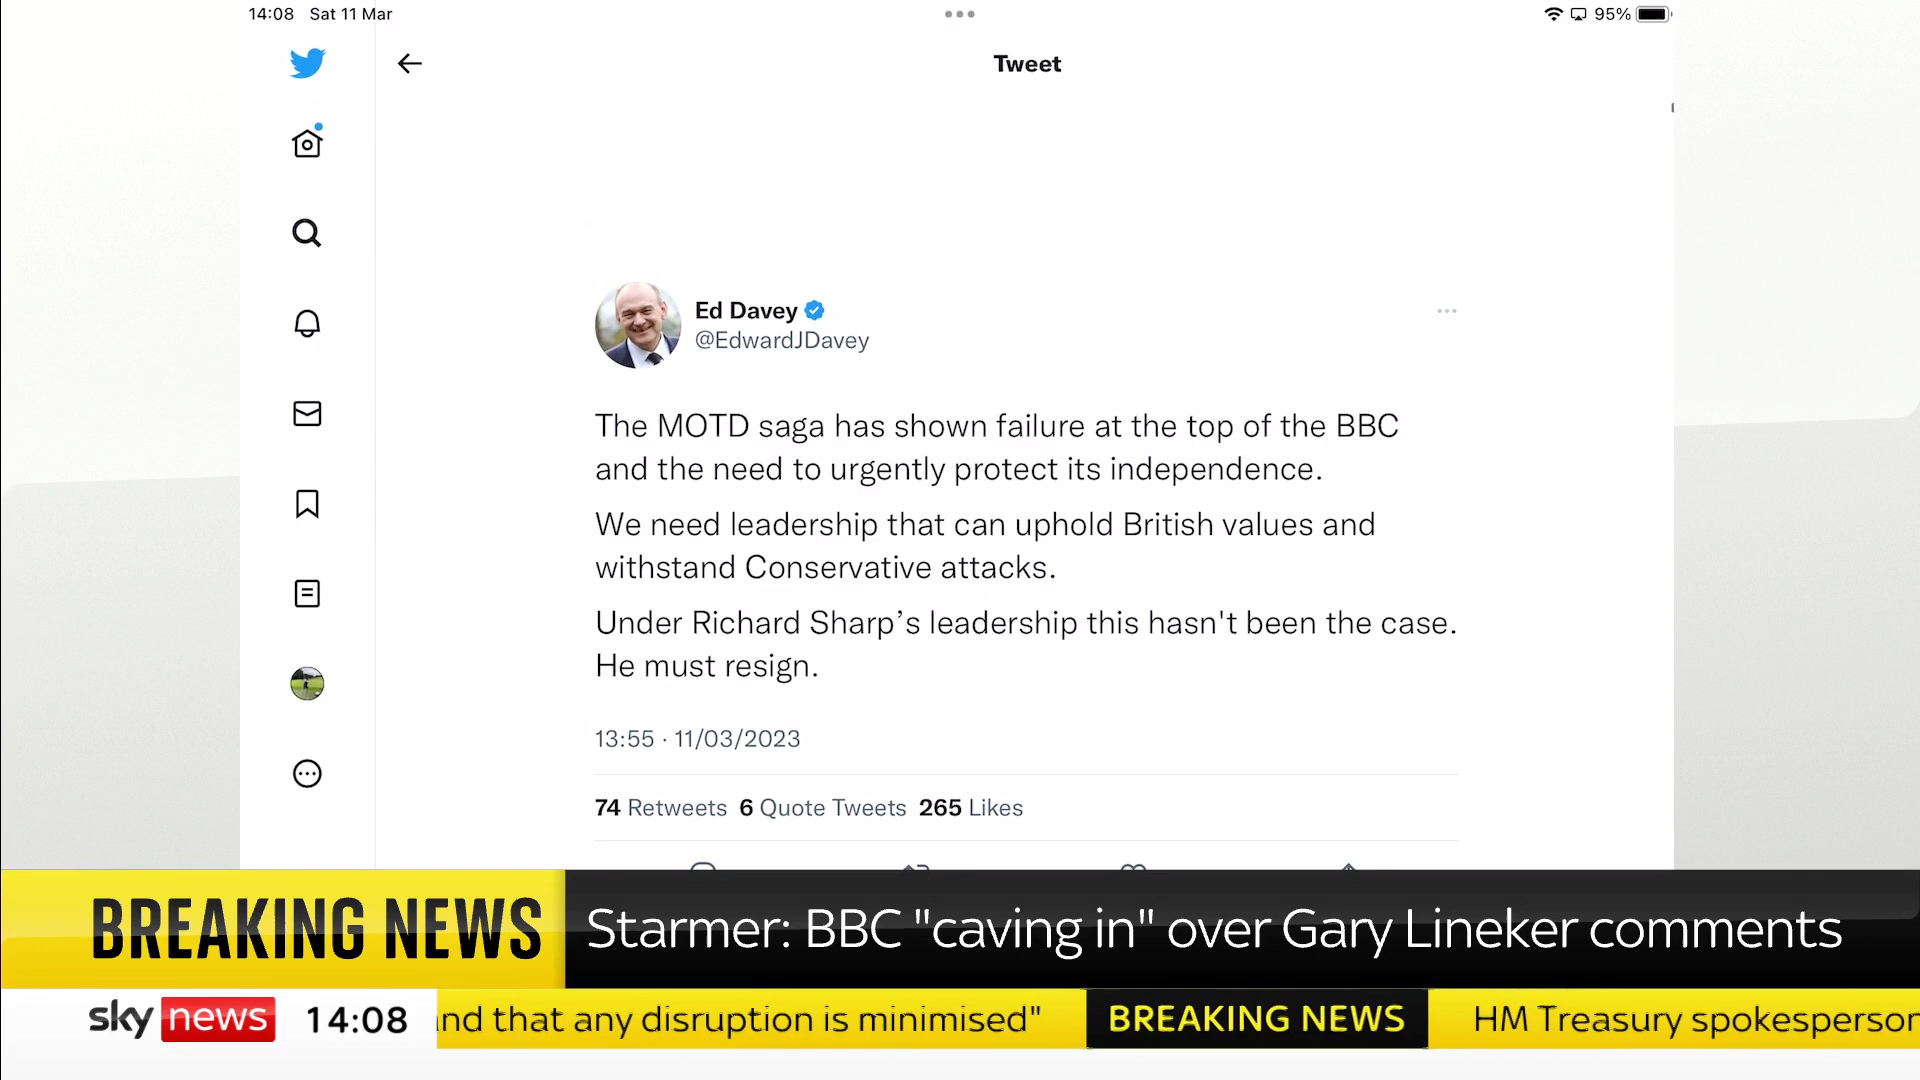 14:08 Sat 11 Mar
95%
Tweet
Ed Davey
@EdwardJDavey
The MOTD saga has shown failure at the top of the BBC
and the need to urgently protect its independence.
We need leadership that can uphold British values and
withstand Conservative attacks.
Under Richard Sharp’s leadership this hasn't been the case.
He must resign.
13:55 · 11/03/2023
74 Retweets 6 Quote Tweets 265 Likes
BREAKING NEWS
Starmer: BBC "caving in" over Gary Lineker comments
sky news 14:08 nd that any disruption is minimised" BREAKING NEWS HM Treasury spokesperson